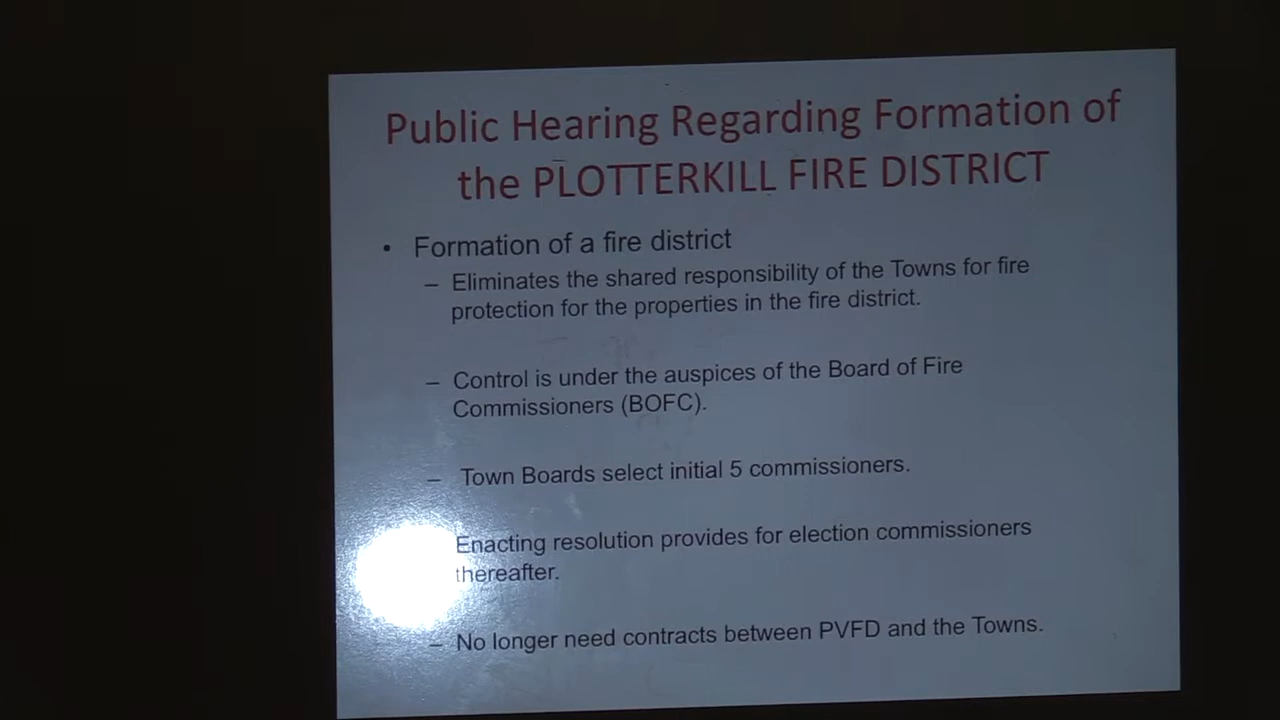 Public Hearing Regarding Formation of
the PLOTTERKILL FIRE DISTRICT
• Formation of a fire district
– Eliminates the shared responsibility of the Towns for fire
protection for the properties in the fire district.
– Control is under the auspices of the Board of Fire
Commissioners (BOFC).
– Town Boards select initial 5 commissioners.
Enacting resolution provides for election commissioners
thereafter.
– No longer need contracts between PVFD and the Towns.